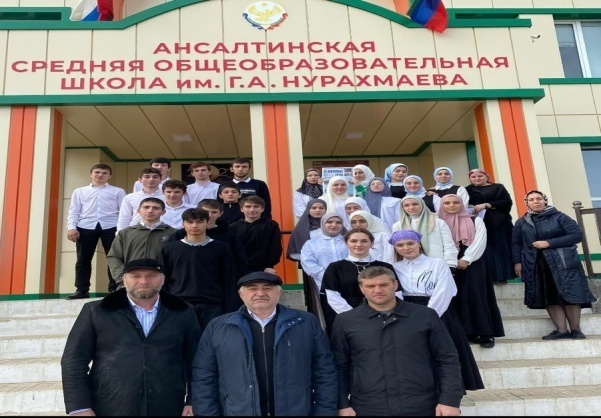 АНСАЛТИНСКАЯ
СРЕДНЯЯ ОБЩЕОБРАЗОВАТЕЛЬНАЯ
ШКОЛА ИМ. Г.А. НУРАХМАЕВА